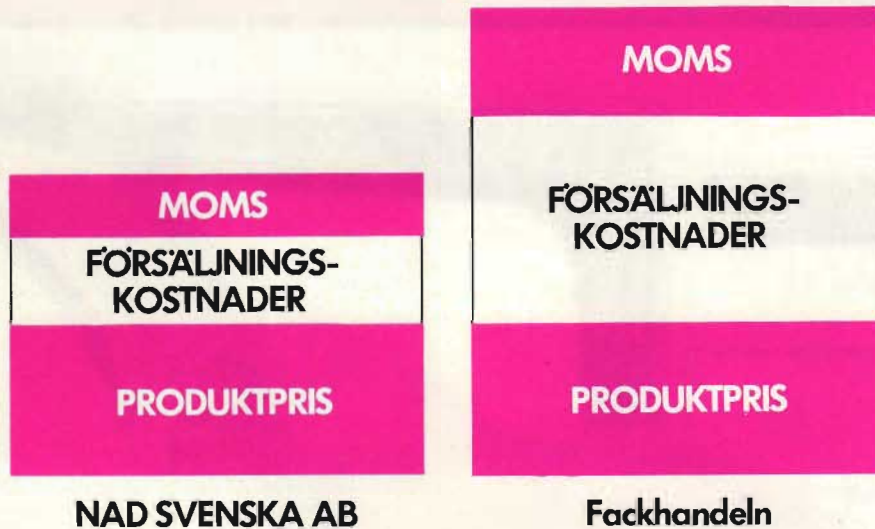 MOMS
FÖRSÄLJNINGS-
KOSTNADER
PRODUKTPRIS
NAD SVENSKA AB
MOMS
FÖRSÄLJNINGS-
KOSTNADER
PRODUKTPRIS
Fackhandeln